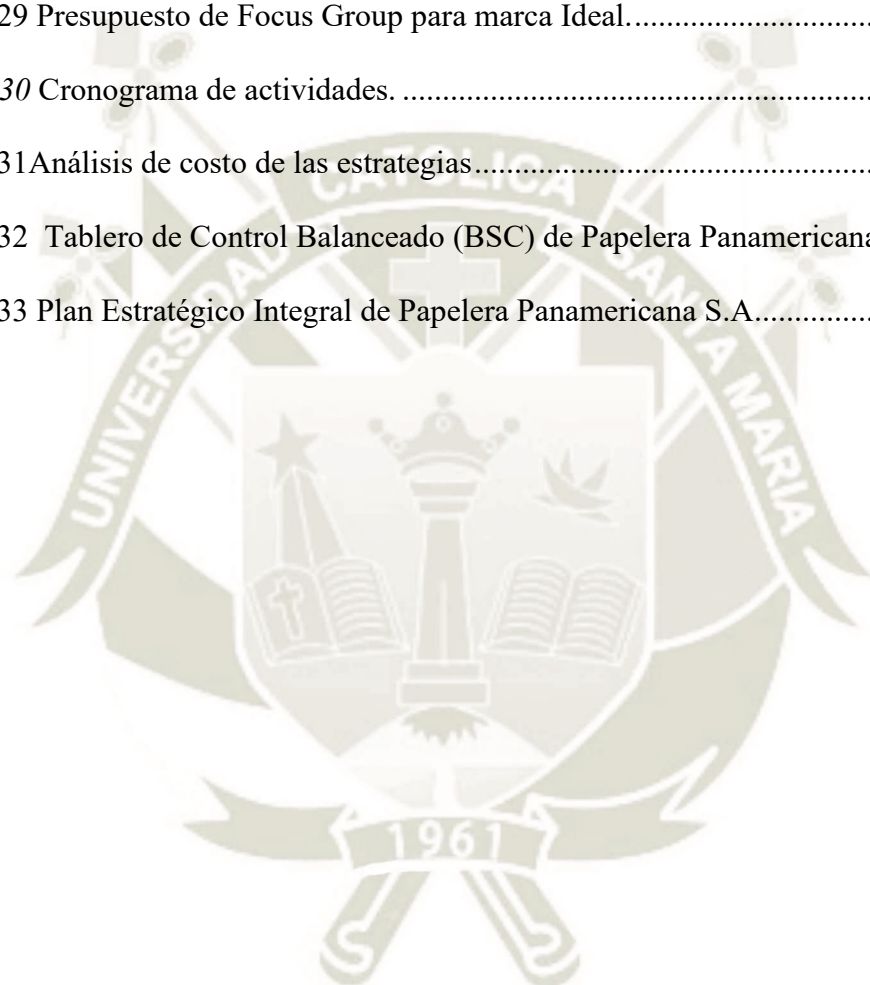 29 Presupuesto de Focus Group para marca Ideal.............................
30 Cronograma de actividades. ..........................................................
31Análisis de costo de las estrategias.................................................
32  Tablero de Control Balanceado (BSC) de Papelera Panamericana
33 Plan Estratégico Integral de Papelera Panamericana S.A...............
UNIVERSIDAD CATOLICA SANTA MARIA
1961